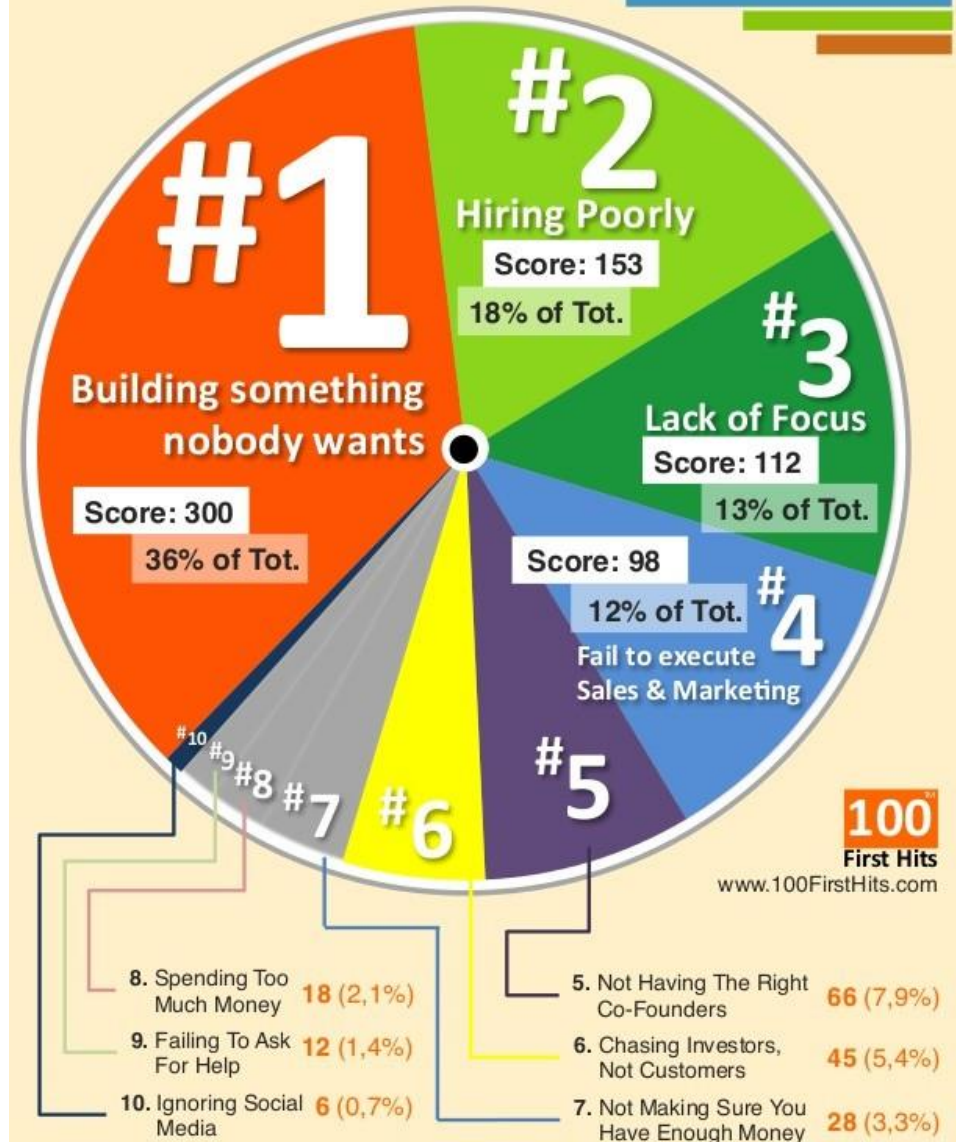 #1
Building something
nobody wants
Score: 300
36% of Tot.
#2
Hiring Poorly
Score: 153
18% of Tot.
#3
Lack of Focus
Score: 112
13% of Tot.
Score: 98
12% of Tot.
#4
Fail to execute
Sales & Marketing
#5
#6
#7
#8
#9
#10
100™
First Hits
www.100FirstHits.com
8. Spending Too
Much Money 18 (2,1%)
9. Failing To Ask
For Help 12 (1,4%)
10. Ignoring Social
Media 6 (0,7%)
5. Not Having The Right
Co-Founders 66 (7,9%)
6. Chasing Investors,
Not Customers 45 (5,4%)
7. Not Making Sure You
Have Enough Money 28 (3,3%)